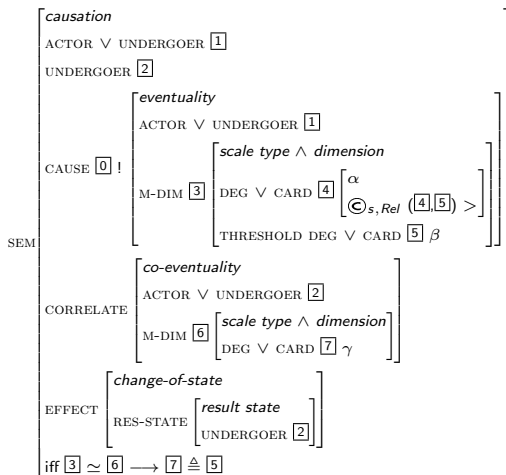 causation
ACTOR ∨ UNDERGOER 1
UNDERGOER 2
eventuality
ACTOR ∨ UNDERGOER 1
scale type ∧ dimension
CAUSE 0 !
α
M-DIM 3
DEG ∨ CARD 4
©s,Rel (4,5) >
THRESHOLD DEG ∨ CARD 5 β
SEM
co-eventuality
ACTOR ∨ UNDERGOER 2
CORRELATE
scale type ∧ dimension
M-DIM 6
DEG ∨ CARD 7 γ
change-of-state
EFFECT
result state
RES-STATE
UNDERGOER 2
iff 3 ≃ 6 ⟶ 7 ≜ 5